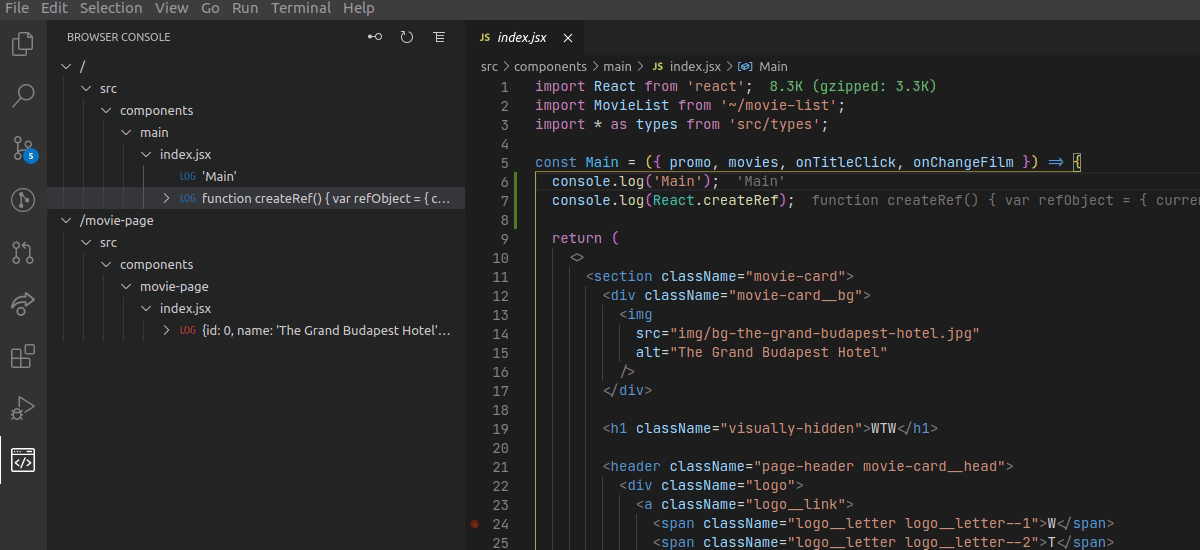 File Edit Selection View Go Run Terminal Help
BROWSER CONSOLE
/
src
components
main
index.jsx
LOG 'Main'
LOG function createRef() { var refObject = { c...
/movie-page
src
components
movie-page
index.jsx
LOG {id: 0, name: 'The Grand Budapest Hotel'...
5
JS index.jsx ×
src > components > main > JS index.jsx > Main
1 import React from 'react'; 8.3K (gzipped: 3.3K)
2 import MovieList from '~/movie-list';
3 import * as types from 'src/types';
4
5 const Main = ({ promo, movies, onTitleClick, onChangeFilm }) => {
6 console.log('Main'); 'Main'
7 console.log(React.createRef); function createRef() { var refObject = { curre
8
9 return (
10 <>
11 <section className="movie-card">
12 <div className="movie-card__bg">
13 <img
14 src="img/bg-the-grand-budapest-hotel.jpg"
15 alt="The Grand Budapest Hotel"
16 />
17 </div>
18
19 <h1 className="visually-hidden">WTW</h1>
20
21 <header className="page-header movie-card__head">
22 <div className="logo">
23 <a className="logo__link">
24 <span className="logo__letter logo__letter--1">W</span>
25 <span className="logo__letter logo__letter--2">T</span>